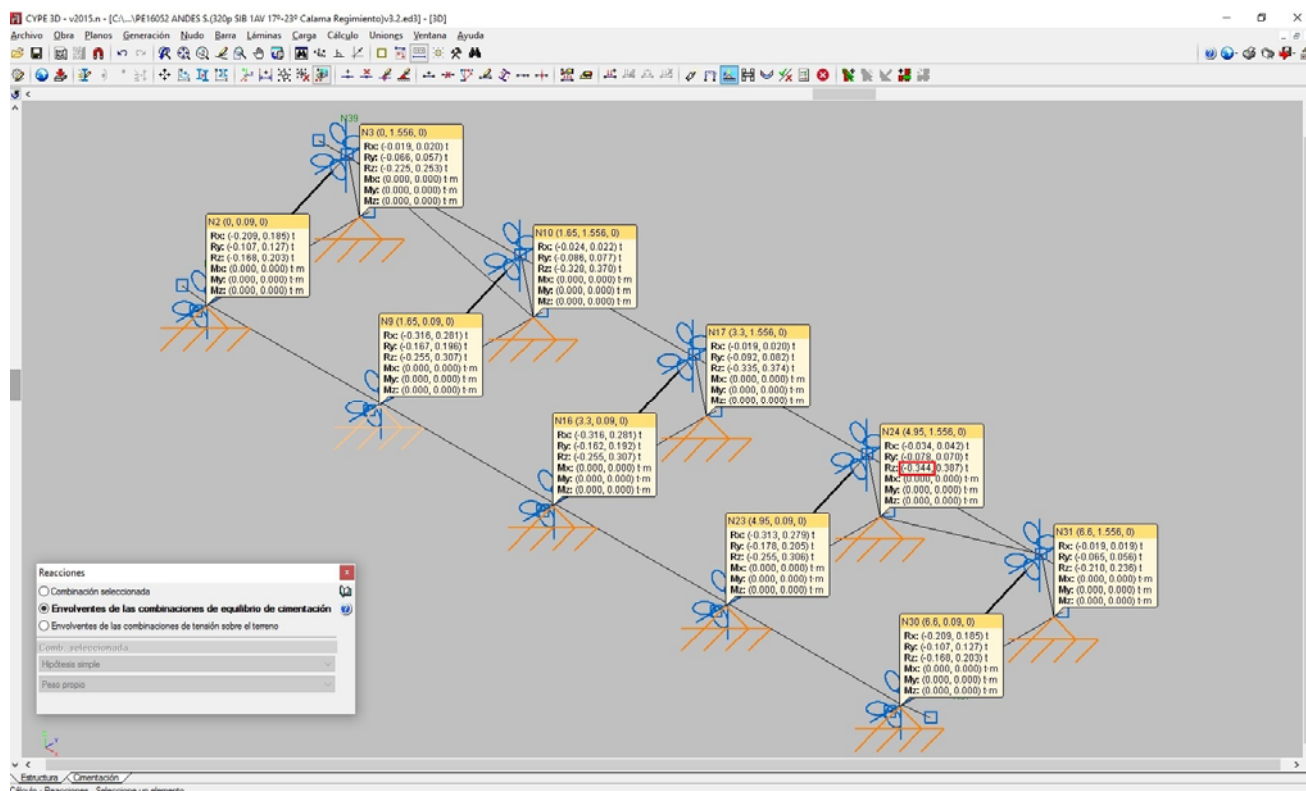 CYPE 3D - v2015.n - [C:\...\PE16052 ANDES S.(320p SIB 1AV 17º-23º Calama Regimiento)v3.2.ed3] - [3D]
Archivo Obra Planos Generación Nudo Barra Láminas Carga Cálculo Uniones Ventana Ayuda
N39
N3 (0, 1.556, 0)
Rx: (-0.019, 0.020) t
Ry: (-0.066, 0.057) t
Rz: (-0.225, 0.253) t
Mx: (0.000, 0.000) t·m
My: (0.000, 0.000) t·m
Mz: (0.000, 0.000) t·m
N2 (0, 0.09, 0)
Rx: (-0.209, 0.185) t
Ry: (-0.107, 0.127) t
Rz: (-0.168, 0.203) t
Mx: (0.000, 0.000) t·m
My: (0.000, 0.000) t·m
Mz: (0.000, 0.000) t·m
N10 (1.65, 1.556, 0)
Rx: (-0.024, 0.022) t
Ry: (-0.086, 0.077) t
Rz: (-0.328, 0.370) t
Mx: (0.000, 0.000) t·m
My: (0.000, 0.000) t·m
Mz: (0.000, 0.000) t·m
N9 (1.65, 0.09, 0)
Rx: (-0.316, 0.281) t
Ry: (-0.167, 0.196) t
Rz: (-0.255, 0.307) t
Mx: (0.000, 0.000) t·m
My: (0.000, 0.000) t·m
Mz: (0.000, 0.000) t·m
N17 (3.3, 1.556, 0)
Rx: (-0.019, 0.020) t
Ry: (-0.092, 0.082) t
Rz: (-0.335, 0.374) t
Mx: (0.000, 0.000) t·m
My: (0.000, 0.000) t·m
Mz: (0.000, 0.000) t·m
N16 (3.3, 0.09, 0)
Rx: (-0.316, 0.281) t
Ry: (-0.162, 0.192) t
Rz: (-0.255, 0.307) t
Mx: (0.000, 0.000) t·m
My: (0.000, 0.000) t·m
Mz: (0.000, 0.000) t·m
N24 (4.95, 1.556, 0)
Rx: (-0.034, 0.042) t
Ry: (-0.078, 0.070) t
Rz: (-0.344, 0.387) t
Mx: (0.000, 0.000) t·m
My: (0.000, 0.000) t·m
Mz: (0.000, 0.000) t·m
N23 (4.95, 0.09, 0)
Rx: (-0.313, 0.279) t
Ry: (-0.178, 0.205) t
Rz: (-0.255, 0.306) t
Mx: (0.000, 0.000) t·m
My: (0.000, 0.000) t·m
Mz: (0.000, 0.000) t·m
N31 (6.6, 1.556, 0)
Rx: (-0.019, 0.019) t
Ry: (-0.065, 0.056) t
Rz: (-0.210, 0.236) t
Mx: (0.000, 0.000) t·m
My: (0.000, 0.000) t·m
Mz: (0.000, 0.000) t·m
N30 (6.6, 0.09, 0)
Rx: (-0.209, 0.185) t
Ry: (-0.107, 0.127) t
Rz: (-0.168, 0.203) t
Mx: (0.000, 0.000) t·m
My: (0.000, 0.000) t·m
Mz: (0.000, 0.000) t·m
Reacciones
Combinación seleccionada
Envolventes de las combinaciones de equilibrio de cimentación
Envolventes de las combinaciones de tensión sobre el terreno
Comb. seleccionada
Hipótesis simple
Peso propio
Estructura Cimentación
Cálculo - Reacciones Seleccione un elemento